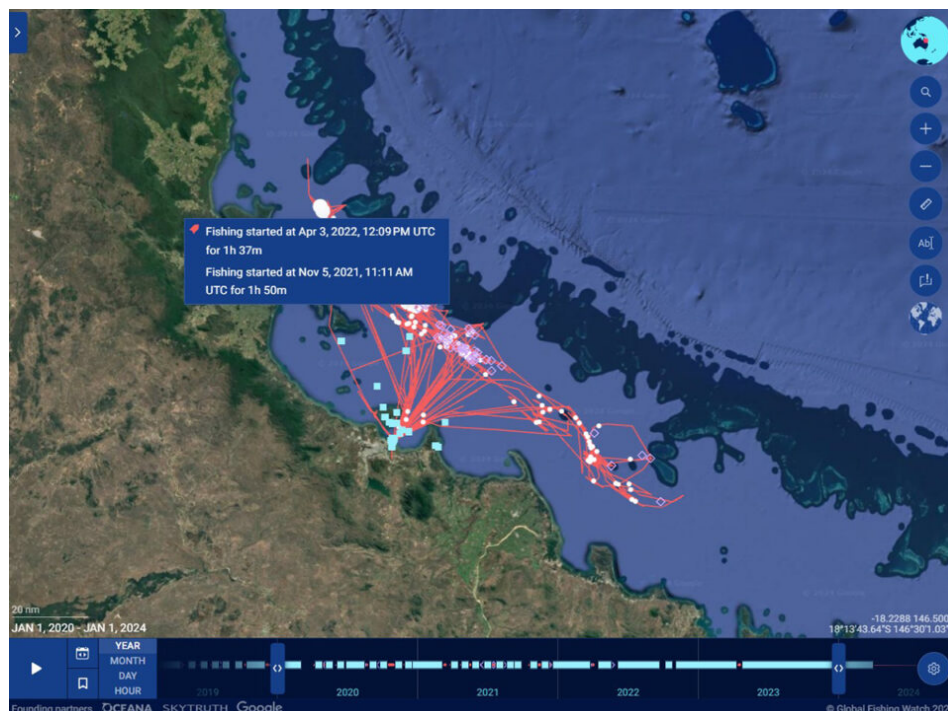 Fishing started at Apr 3, 2022, 12:09 PM UTC
for 1h 37m
Fishing started at Nov 5, 2021, 11:11 AM
UTC for 1h 50m
Ab
20 nm
JAN 1, 2020 - JAN 1, 2024
-18.2288 146.500
18°13'43.64"S 146°30'1.03"
YEAR
MONTH
DAY
HOUR
2019
2020
2021
2022
2023
2024
Founding partners OCEANA SKYTRUTH Google
© Global Fishing Watch 202